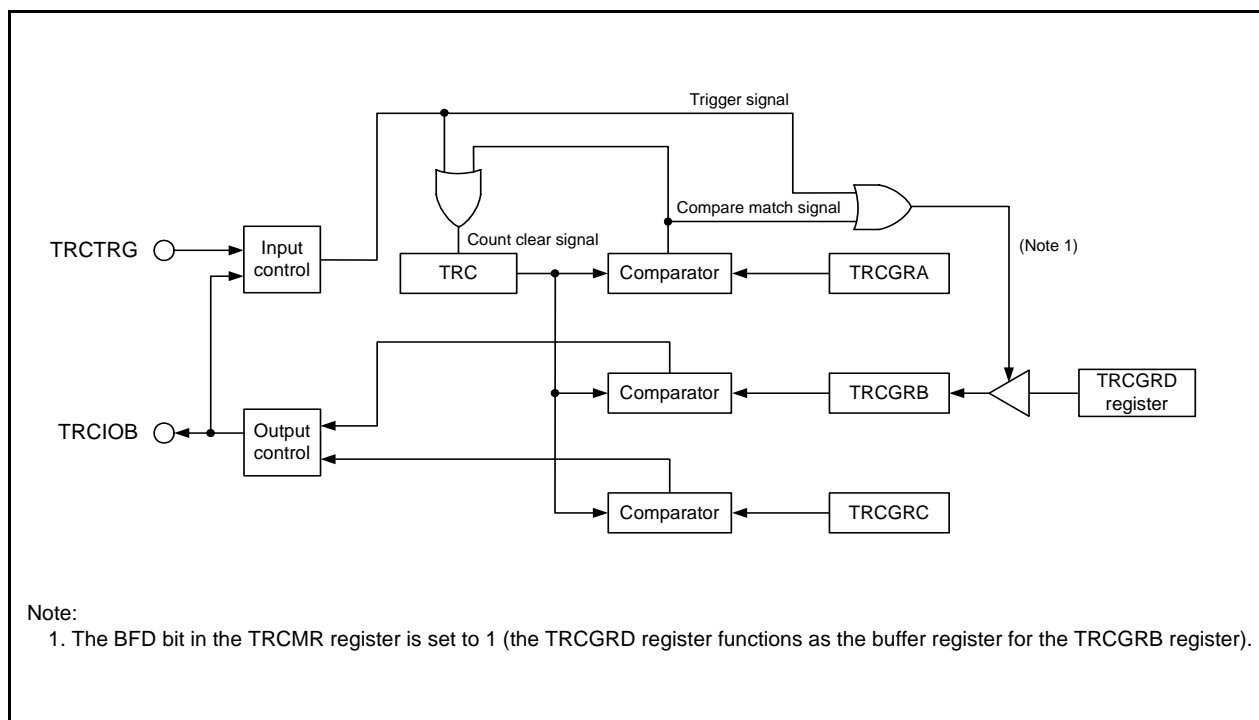 Trigger signal
Compare match signal
TRCTRG
Input
control
Count clear signal
(Note 1)
TRC
Comparator
TRCGRA
Comparator
TRCGRB
TRCGRD
register
TRCIOB
Output
control
Comparator
TRCGRC
Note:
1. The BFD bit in the TRCMR register is set to 1 (the TRCGRD register functions as the buffer register for the TRCGRB register).